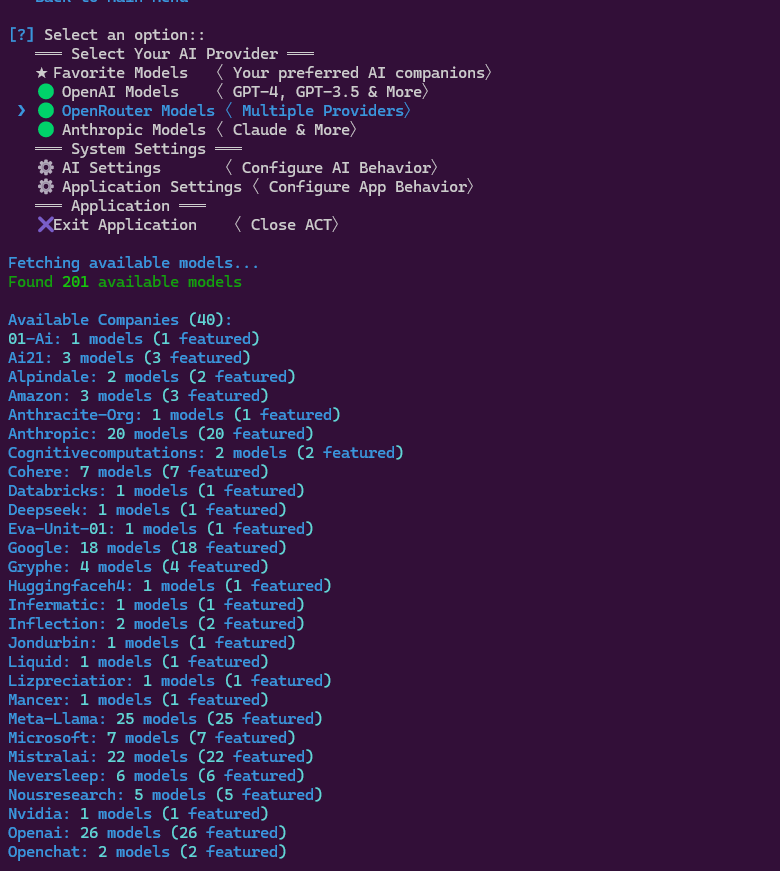 Back to Main Menu
[?] Select an option::
═══ Select Your AI Provider ═══
★ Favorite Models 〈 Your preferred AI companions〉
OpenAI Models 〈 GPT-4, GPT-3.5 & More〉
❯ OpenRouter Models 〈 Multiple Providers〉
Anthropic Models 〈 Claude & More〉
═══ System Settings ═══
⚙ AI Settings 〈 Configure AI Behavior〉
⚙ Application Settings 〈 Configure App Behavior〉
═══ Application ═══
❌Exit Application 〈 Close ACT〉
Fetching available models...
Found 201 available models
Available Companies (40):
01-Ai: 1 models (1 featured)
Ai21: 3 models (3 featured)
Alpindale: 2 models (2 featured)
Amazon: 3 models (3 featured)
Anthracite-Org: 1 models (1 featured)
Anthropic: 20 models (20 featured)
Cognitivecomputations: 2 models (2 featured)
Cohere: 7 models (7 featured)
Databricks: 1 models (1 featured)
Deepseek: 1 models (1 featured)
Eva-Unit-01: 1 models (1 featured)
Google: 18 models (18 featured)
Gryphe: 4 models (4 featured)
Huggingfaceh4: 1 models (1 featured)
Infermatic: 1 models (1 featured)
Inflection: 2 models (2 featured)
Jondurbin: 1 models (1 featured)
Liquid: 1 models (1 featured)
Lizpreciatior: 1 models (1 featured)
Mancer: 1 models (1 featured)
Meta-Llama: 25 models (25 featured)
Microsoft: 7 models (7 featured)
Mistralai: 22 models (22 featured)
Neversleep: 6 models (6 featured)
Nousresearch: 5 models (5 featured)
Nvidia: 1 models (1 featured)
Openai: 26 models (26 featured)
Openchat: 2 models (2 featured)